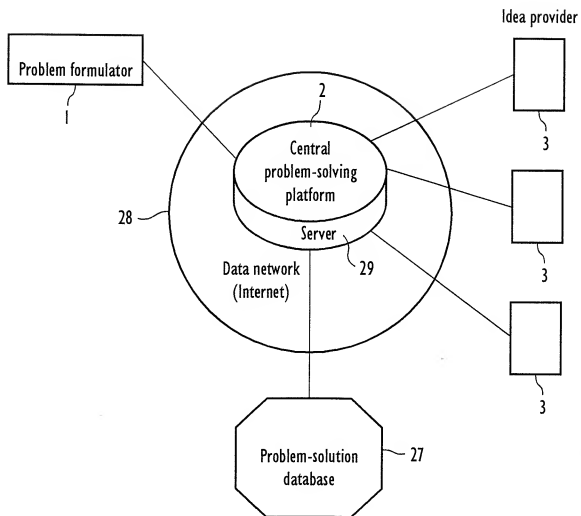 Idea provider
Problem formulator
1
2
3
Central
problem-solving
platform
28
Server
29
3
Data network
(Internet)
3
Problem-solution
database
27